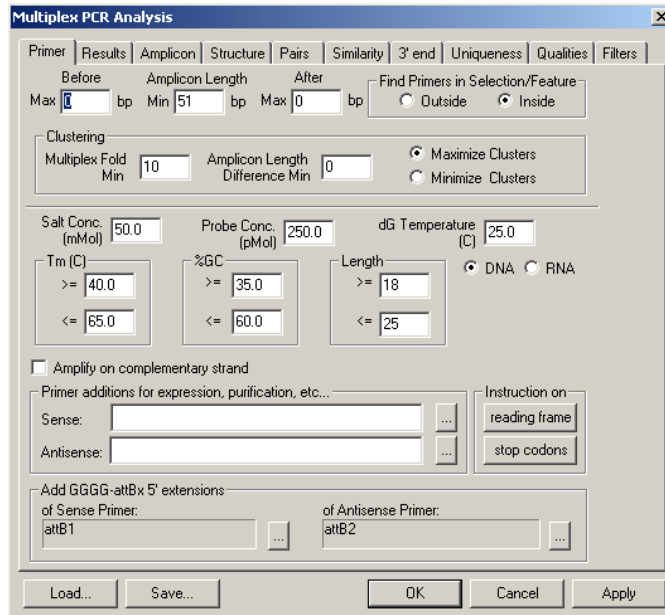 Multiplex PCR Analysis
Primer Results Amplicon Structure Pairs Similarity 3' end Uniqueness Qualities Filters
Before Amplicon Length After Find Primers in Selection/Feature
Max 0 bp Min 51 bp Max 0 bp Outside Inside
Clustering
Multiplex Fold Min 10 Amplicon Length Difference Min 0 Maximize Clusters
Minimize Clusters
Salt Conc. (mMol) 50.0 Probe Conc. (pMol) 250.0 dG Temperature (C) 25.0
Tm (C) %GC Length DNA RNA
>= 40.0 >= 35.0 >= 18
<= 65.0 <= 60.0 <= 25
Amplify on complementary strand
Primer additions for expression, purification, etc... Instruction on
Sense: ... reading frame
Antisense: ... stop codons
Add GGGG-attBx 5' extensions
of Sense Primer: of Antisense Primer:
attB1 ... attB2 ...
Load... Save... OK Cancel Apply